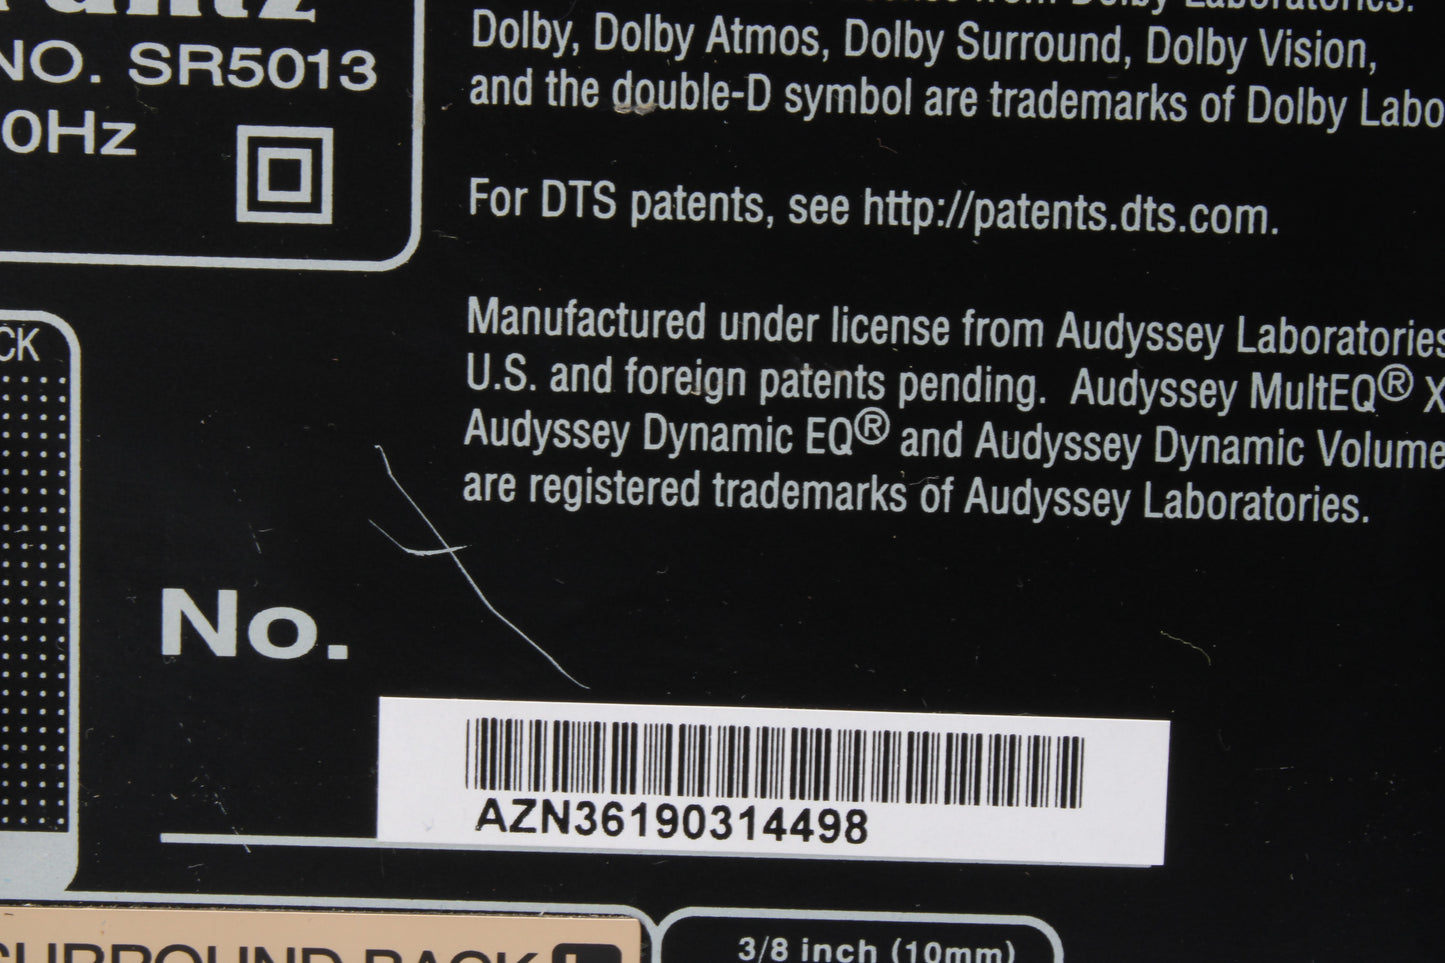 NO. SR5013
0Hz
CK
Dolby, Dolby Atmos, Dolby Surround, Dolby Vision,
and the double-D symbol are trademarks of Dolby Labo
For DTS patents, see http://patents.dts.com.
Manufactured under license from Audyssey Laboratories
U.S. and foreign patents pending. Audyssey MultEQ® X
Audyssey Dynamic EQ® and Audyssey Dynamic Volume
are registered trademarks of Audyssey Laboratories.
No.
AZN36190314498
SURROUND BACK L
3/8 inch (10mm)